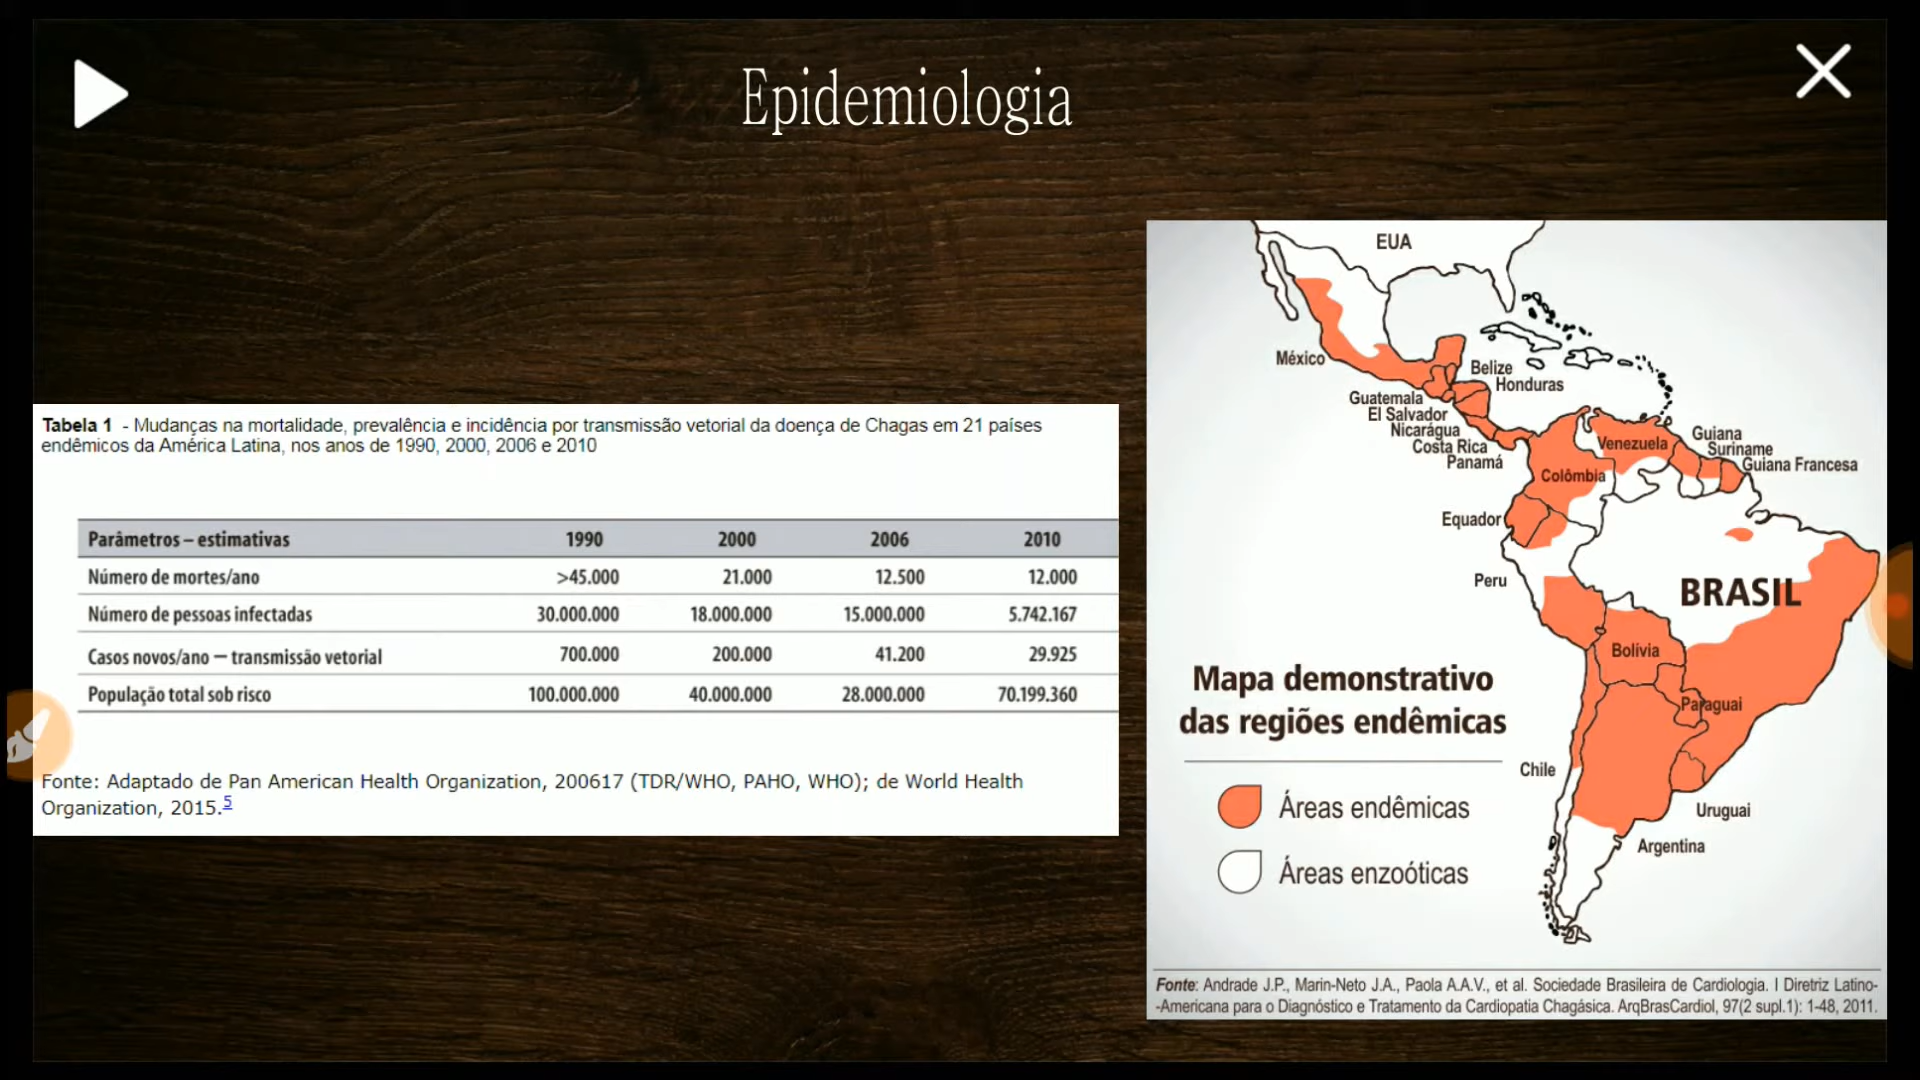 Epidemiologia
Tabela 1 - Mudanças na mortalidade, prevalência e incidência por transmissão vetorial da doença de Chagas em 21 países
endêmicos da América Latina, nos anos de 1990, 2000, 2006 e 2010
Parâmetros – estimativas 1990 2000 2006 2010
Número de mortes/ano >45.000 21.000 12.500 12.000
Número de pessoas infectadas 30.000.000 18.000.000 15.000.000 5.742.167
Casos novos/ano — transmissão vetorial 700.000 200.000 41.200 29.925
População total sob risco 100.000.000 40.000.000 28.000.000 70.199.360
Fonte: Adaptado de Pan American Health Organization, 200617 (TDR/WHO, PAHO, WHO); de World Health
Organization, 2015.5
EUA
México
Belize
Honduras
Guatemala
El Salvador
Nicarágua
Costa Rica
Panamá
Venezuela
Guiana
Suriname
Guiana Francesa
Colômbia
Equador
Peru
BRASIL
Bolívia
Paraguai
Chile
Uruguai
Argentina
Mapa demonstrativo
das regiões endêmicas
Áreas endêmicas
Áreas enzoóticas
Fonte: Andrade J.P., Marin-Neto J.A., Paola A.A.V., et al. Sociedade Brasileira de Cardiologia. I Diretriz Latino-
-Americana para o Diagnóstico e Tratamento da Cardiopatia Chagásica. ArqBrasCardiol, 97(2 supl.1): 1-48, 2011.